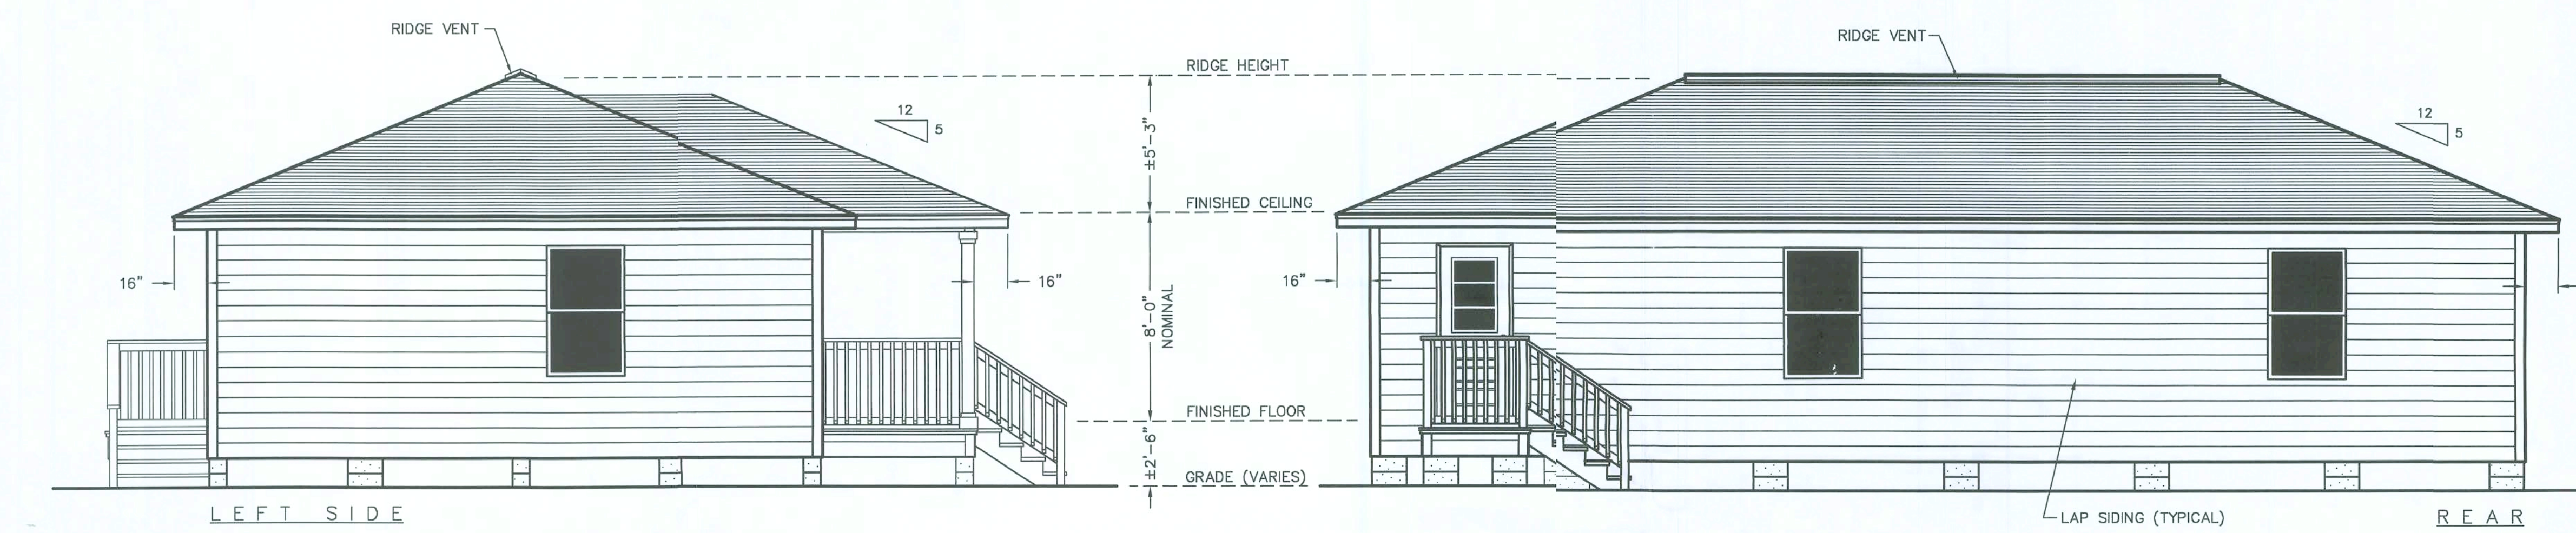 RIDGE VENT
RIDGE HEIGHT
12
5
±5'-3"
FINISHED CEILING
16"
16"
8'-0"
NOMINAL
FINISHED FLOOR
±2'-6"
GRADE (VARIES)
LEFT SIDE
RIDGE VENT
12
5
16"
LAP SIDING (TYPICAL)
REAR